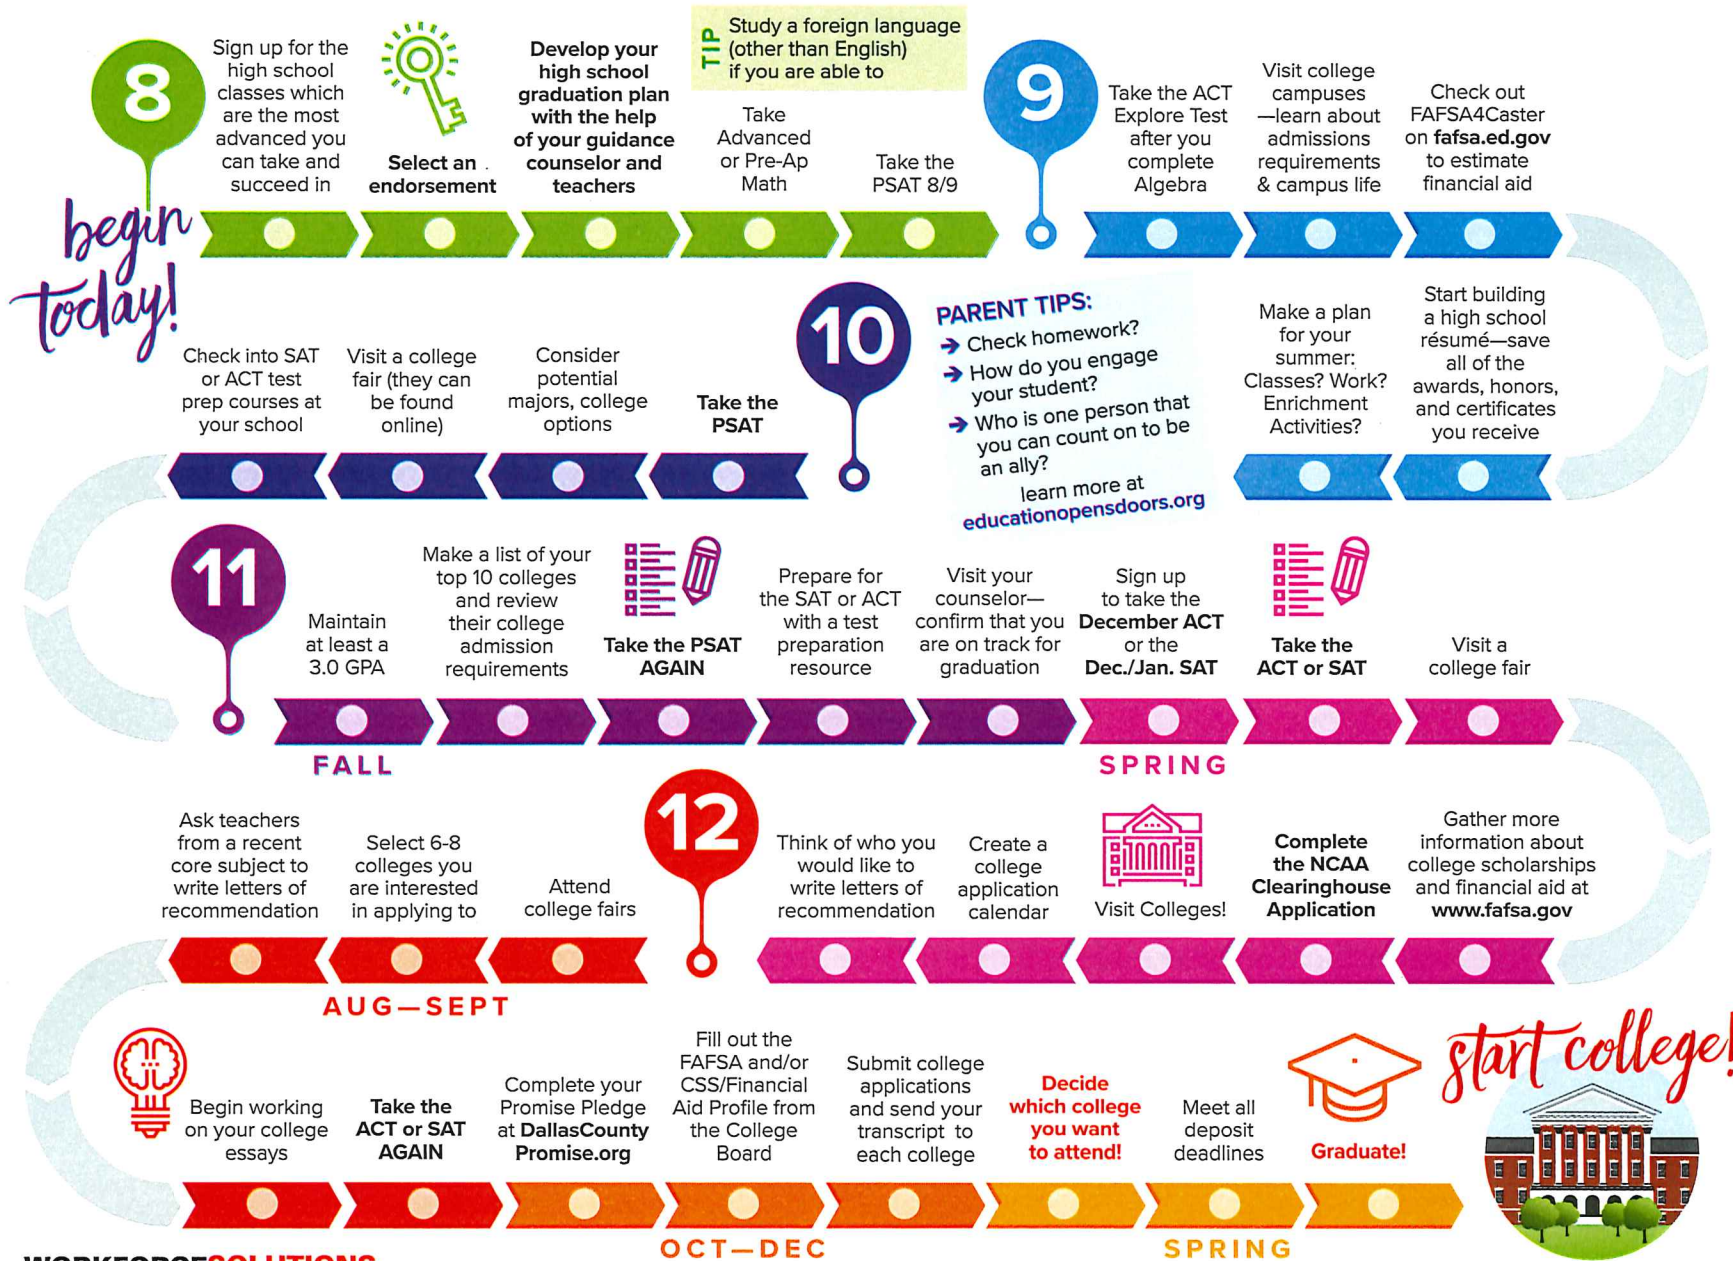 8
begin
today!
Sign up for the
high school
classes which
are the most
advanced you
can take and
succeed in
Select an
endorsement
Develop your
high school
graduation plan
with the help
of your guidance
counselor and
teachers
TIP
Study a foreign language
(other than English)
if you are able to
Take
Advanced
or Pre-Ap
Math
Take the
PSAT 8/9
9
Take the ACT
Explore Test
after you
complete
Algebra
Visit college
campuses
—learn about
admissions
requirements
& campus life
Check out
FAFSA4Caster
on fafsa.ed.gov
to estimate
financial aid
Start building
a high school
résumé—save
all of the
awards, honors,
and certificates
you receive
Make a plan
for your
summer:
Classes? Work?
Enrichment
Activities?
PARENT TIPS:
Check homework?
How do you engage
your student?
Who is one person that
you can count on to be
an ally?
learn more at
educationopensdoors.org
10
Take the
PSAT
Consider
potential
majors, college
options
Visit a college
fair (they can
be found
online)
Check into SAT
or ACT test
prep courses at
your school
11
Maintain
at least a
3.0 GPA
Make a list of your
top 10 colleges
and review
their college
admission
requirements
Take the PSAT
AGAIN
Prepare for
the SAT or ACT
with a test
preparation
resource
Visit your
counselor—
confirm that you
are on track for
graduation
Sign up
to take the
December ACT
or the
Dec./Jan. SAT
Take the
ACT or SAT
Visit a
college fair
FALL
SPRING
Gather more
information about
college scholarships
and financial aid at
www.fafsa.gov
Complete
the NCAA
Clearinghouse
Application
Visit Colleges!
Create a
college
application
calendar
Think of who you
would like to
write letters of
recommendation
12
Attend
college fairs
Select 6-8
colleges you
are interested
in applying to
Ask teachers
from a recent
core subject to
write letters of
recommendation
AUG—SEPT
Begin working
on your college
essays
Take the
ACT or SAT
AGAIN
Complete your
Promise Pledge
at DallasCounty
Promise.org
Fill out the
FAFSA and/or
CSS/Financial
Aid Profile from
the College
Board
Submit college
applications
and send your
transcript to
each college
Decide
which college
you want
to attend!
Meet all
deposit
deadlines
Graduate!
start college!
OCT—DEC
SPRING
WORKFORCESOLUTIONS